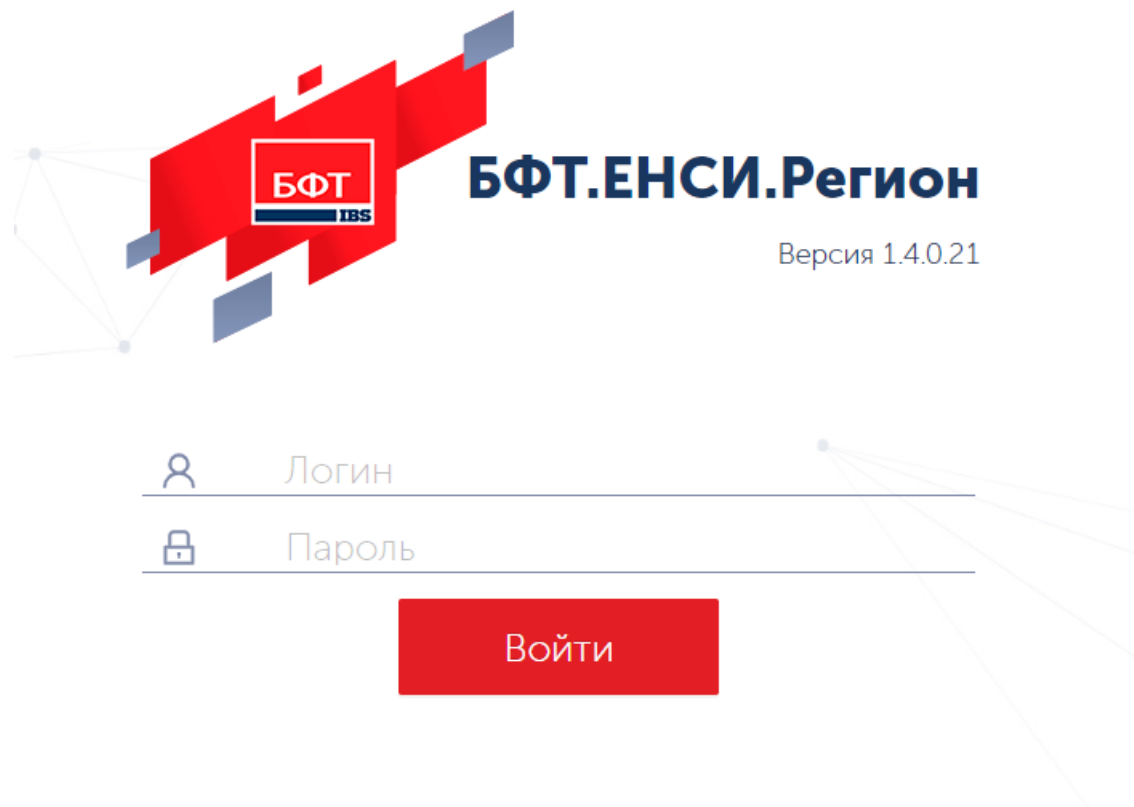 БФТ
IBS
БФТ.ЕНСИ.Регион
Версия 1.4.0.21
Логин
Пароль
Войти